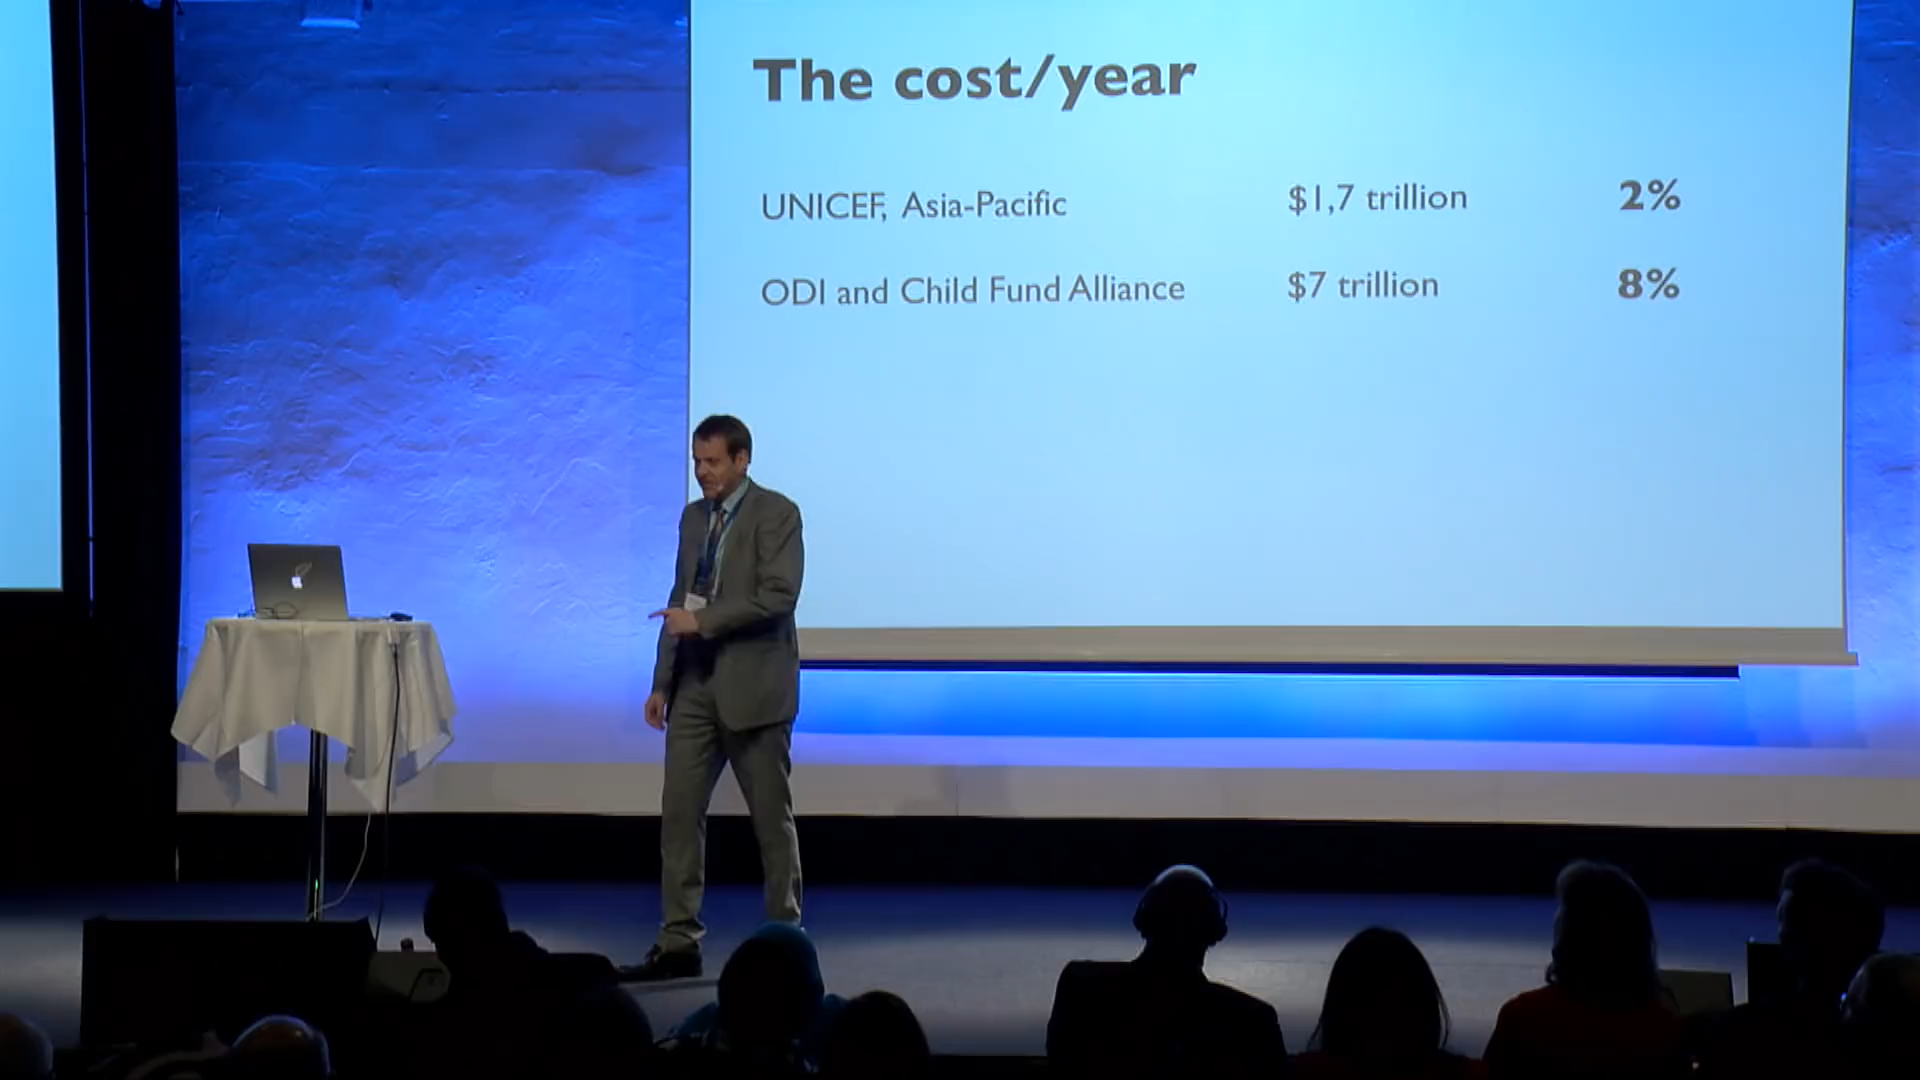 The cost/year
UNICEF, Asia-Pacific $1,7 trillion 2%
ODI and Child Fund Alliance $7 trillion 8%